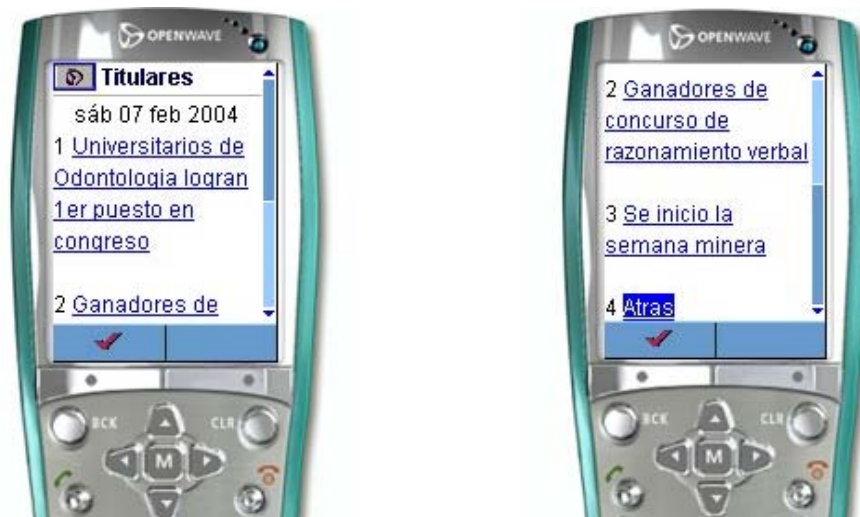 OPENWAVE
Titulares
sáb 07 feb 2004
1 Universitarios de
Odontologia logran
1er puesto en
congreso
2 Ganadores de
BCK
CLR
M
OPENWAVE
2 Ganadores de
concurso de
razonamiento verbal
3 Se inicio la
semana minera
4 Atras
BCK
CLR
M